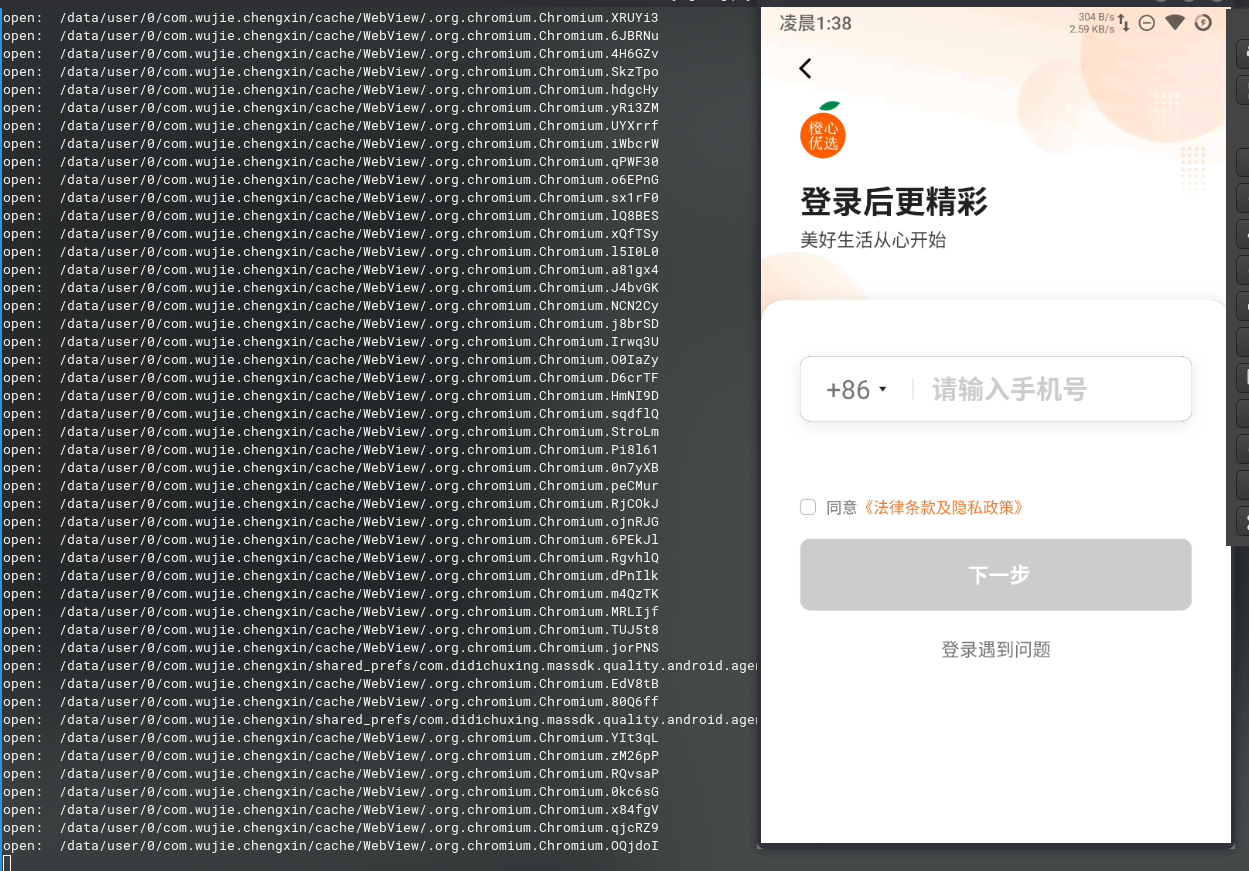 open:  /data/user/0/com.wujie.chengxin/cache/WebView/.org.chromium.Chromium.XRUYi3
open:  /data/user/0/com.wujie.chengxin/cache/WebView/.org.chromium.Chromium.6JBRNu
open:  /data/user/0/com.wujie.chengxin/cache/WebView/.org.chromium.Chromium.4H6GZv
open:  /data/user/0/com.wujie.chengxin/cache/WebView/.org.chromium.Chromium.SkzTpo
open:  /data/user/0/com.wujie.chengxin/cache/WebView/.org.chromium.Chromium.hdgcHy
open:  /data/user/0/com.wujie.chengxin/cache/WebView/.org.chromium.Chromium.yRi3ZM
open:  /data/user/0/com.wujie.chengxin/cache/WebView/.org.chromium.Chromium.UYXrrf
open:  /data/user/0/com.wujie.chengxin/cache/WebView/.org.chromium.Chromium.iWbcrW
open:  /data/user/0/com.wujie.chengxin/cache/WebView/.org.chromium.Chromium.qPWF30
open:  /data/user/0/com.wujie.chengxin/cache/WebView/.org.chromium.Chromium.o6EPnG
open:  /data/user/0/com.wujie.chengxin/cache/WebView/.org.chromium.Chromium.sx1rF0
open:  /data/user/0/com.wujie.chengxin/cache/WebView/.org.chromium.Chromium.lQ8BES
open:  /data/user/0/com.wujie.chengxin/cache/WebView/.org.chromium.Chromium.xQfTSy
open:  /data/user/0/com.wujie.chengxin/cache/WebView/.org.chromium.Chromium.l5I0L0
open:  /data/user/0/com.wujie.chengxin/cache/WebView/.org.chromium.Chromium.a81gx4
open:  /data/user/0/com.wujie.chengxin/cache/WebView/.org.chromium.Chromium.J4bvGK
open:  /data/user/0/com.wujie.chengxin/cache/WebView/.org.chromium.Chromium.NCN2Cy
open:  /data/user/0/com.wujie.chengxin/cache/WebView/.org.chromium.Chromium.j8brSD
open:  /data/user/0/com.wujie.chengxin/cache/WebView/.org.chromium.Chromium.Irwq3U
open:  /data/user/0/com.wujie.chengxin/cache/WebView/.org.chromium.Chromium.O0IaZy
open:  /data/user/0/com.wujie.chengxin/cache/WebView/.org.chromium.Chromium.D6crTF
open:  /data/user/0/com.wujie.chengxin/cache/WebView/.org.chromium.Chromium.HmNI9D
open:  /data/user/0/com.wujie.chengxin/cache/WebView/.org.chromium.Chromium.sqdflQ
open:  /data/user/0/com.wujie.chengxin/cache/WebView/.org.chromium.Chromium.StroLm
open:  /data/user/0/com.wujie.chengxin/cache/WebView/.org.chromium.Chromium.Pi8l61
open:  /data/user/0/com.wujie.chengxin/cache/WebView/.org.chromium.Chromium.0n7yXB
open:  /data/user/0/com.wujie.chengxin/cache/WebView/.org.chromium.Chromium.peCMur
open:  /data/user/0/com.wujie.chengxin/cache/WebView/.org.chromium.Chromium.RjCOkJ
open:  /data/user/0/com.wujie.chengxin/cache/WebView/.org.chromium.Chromium.ojnRJG
open:  /data/user/0/com.wujie.chengxin/cache/WebView/.org.chromium.Chromium.6PEkJl
open:  /data/user/0/com.wujie.chengxin/cache/WebView/.org.chromium.Chromium.RgvhlQ
open:  /data/user/0/com.wujie.chengxin/cache/WebView/.org.chromium.Chromium.dPnIlk
open:  /data/user/0/com.wujie.chengxin/cache/WebView/.org.chromium.Chromium.m4QzTK
open:  /data/user/0/com.wujie.chengxin/cache/WebView/.org.chromium.Chromium.MRLIjf
open:  /data/user/0/com.wujie.chengxin/cache/WebView/.org.chromium.Chromium.TUJ5t8
open:  /data/user/0/com.wujie.chengxin/cache/WebView/.org.chromium.Chromium.jorPNS
open:  /data/user/0/com.wujie.chengxin/shared_prefs/com.didichuxing.massdk.quality.android.age
open:  /data/user/0/com.wujie.chengxin/cache/WebView/.org.chromium.Chromium.EdV8tB
open:  /data/user/0/com.wujie.chengxin/cache/WebView/.org.chromium.Chromium.80Q6ff
open:  /data/user/0/com.wujie.chengxin/shared_prefs/com.didichuxing.massdk.quality.android.age
open:  /data/user/0/com.wujie.chengxin/cache/WebView/.org.chromium.Chromium.YIt3qL
open:  /data/user/0/com.wujie.chengxin/cache/WebView/.org.chromium.Chromium.zM26pP
open:  /data/user/0/com.wujie.chengxin/cache/WebView/.org.chromium.Chromium.RQvsaP
open:  /data/user/0/com.wujie.chengxin/cache/WebView/.org.chromium.Chromium.0kc6sG
open:  /data/user/0/com.wujie.chengxin/cache/WebView/.org.chromium.Chromium.x84fgV
open:  /data/user/0/com.wujie.chengxin/cache/WebView/.org.chromium.Chromium.qjcRZ9
open:  /data/user/0/com.wujie.chengxin/cache/WebView/.org.chromium.Chromium.OQjdoI
凌晨1:38
304 B/s
2.59 KB/s
橙心
优选
登录后更精彩
美好生活从心开始
+86
请输入手机号
同意《法律条款及隐私政策》
下一步
登录遇到问题